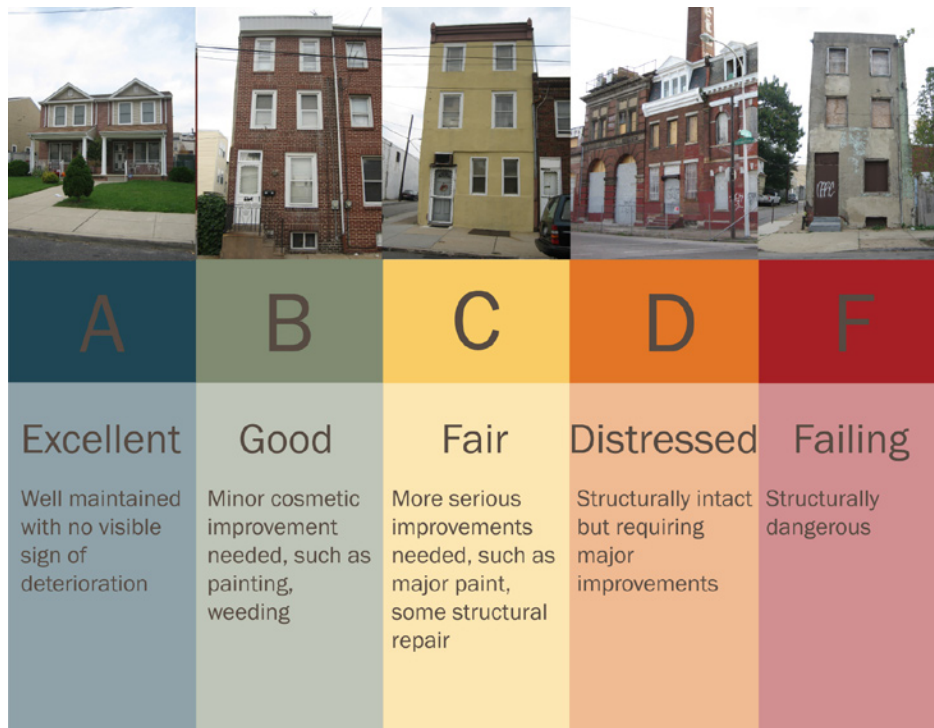 A
B
C
D
F
Excellent
Good
Fair
Distressed
Failing
Well maintained
with no visible
sign of
deterioration
Minor cosmetic
improvement
needed, such as
painting,
weeding
More serious
improvements
needed, such as
major paint,
some structural
repair
Structurally intact
but requiring
major
improvements
Structurally
dangerous